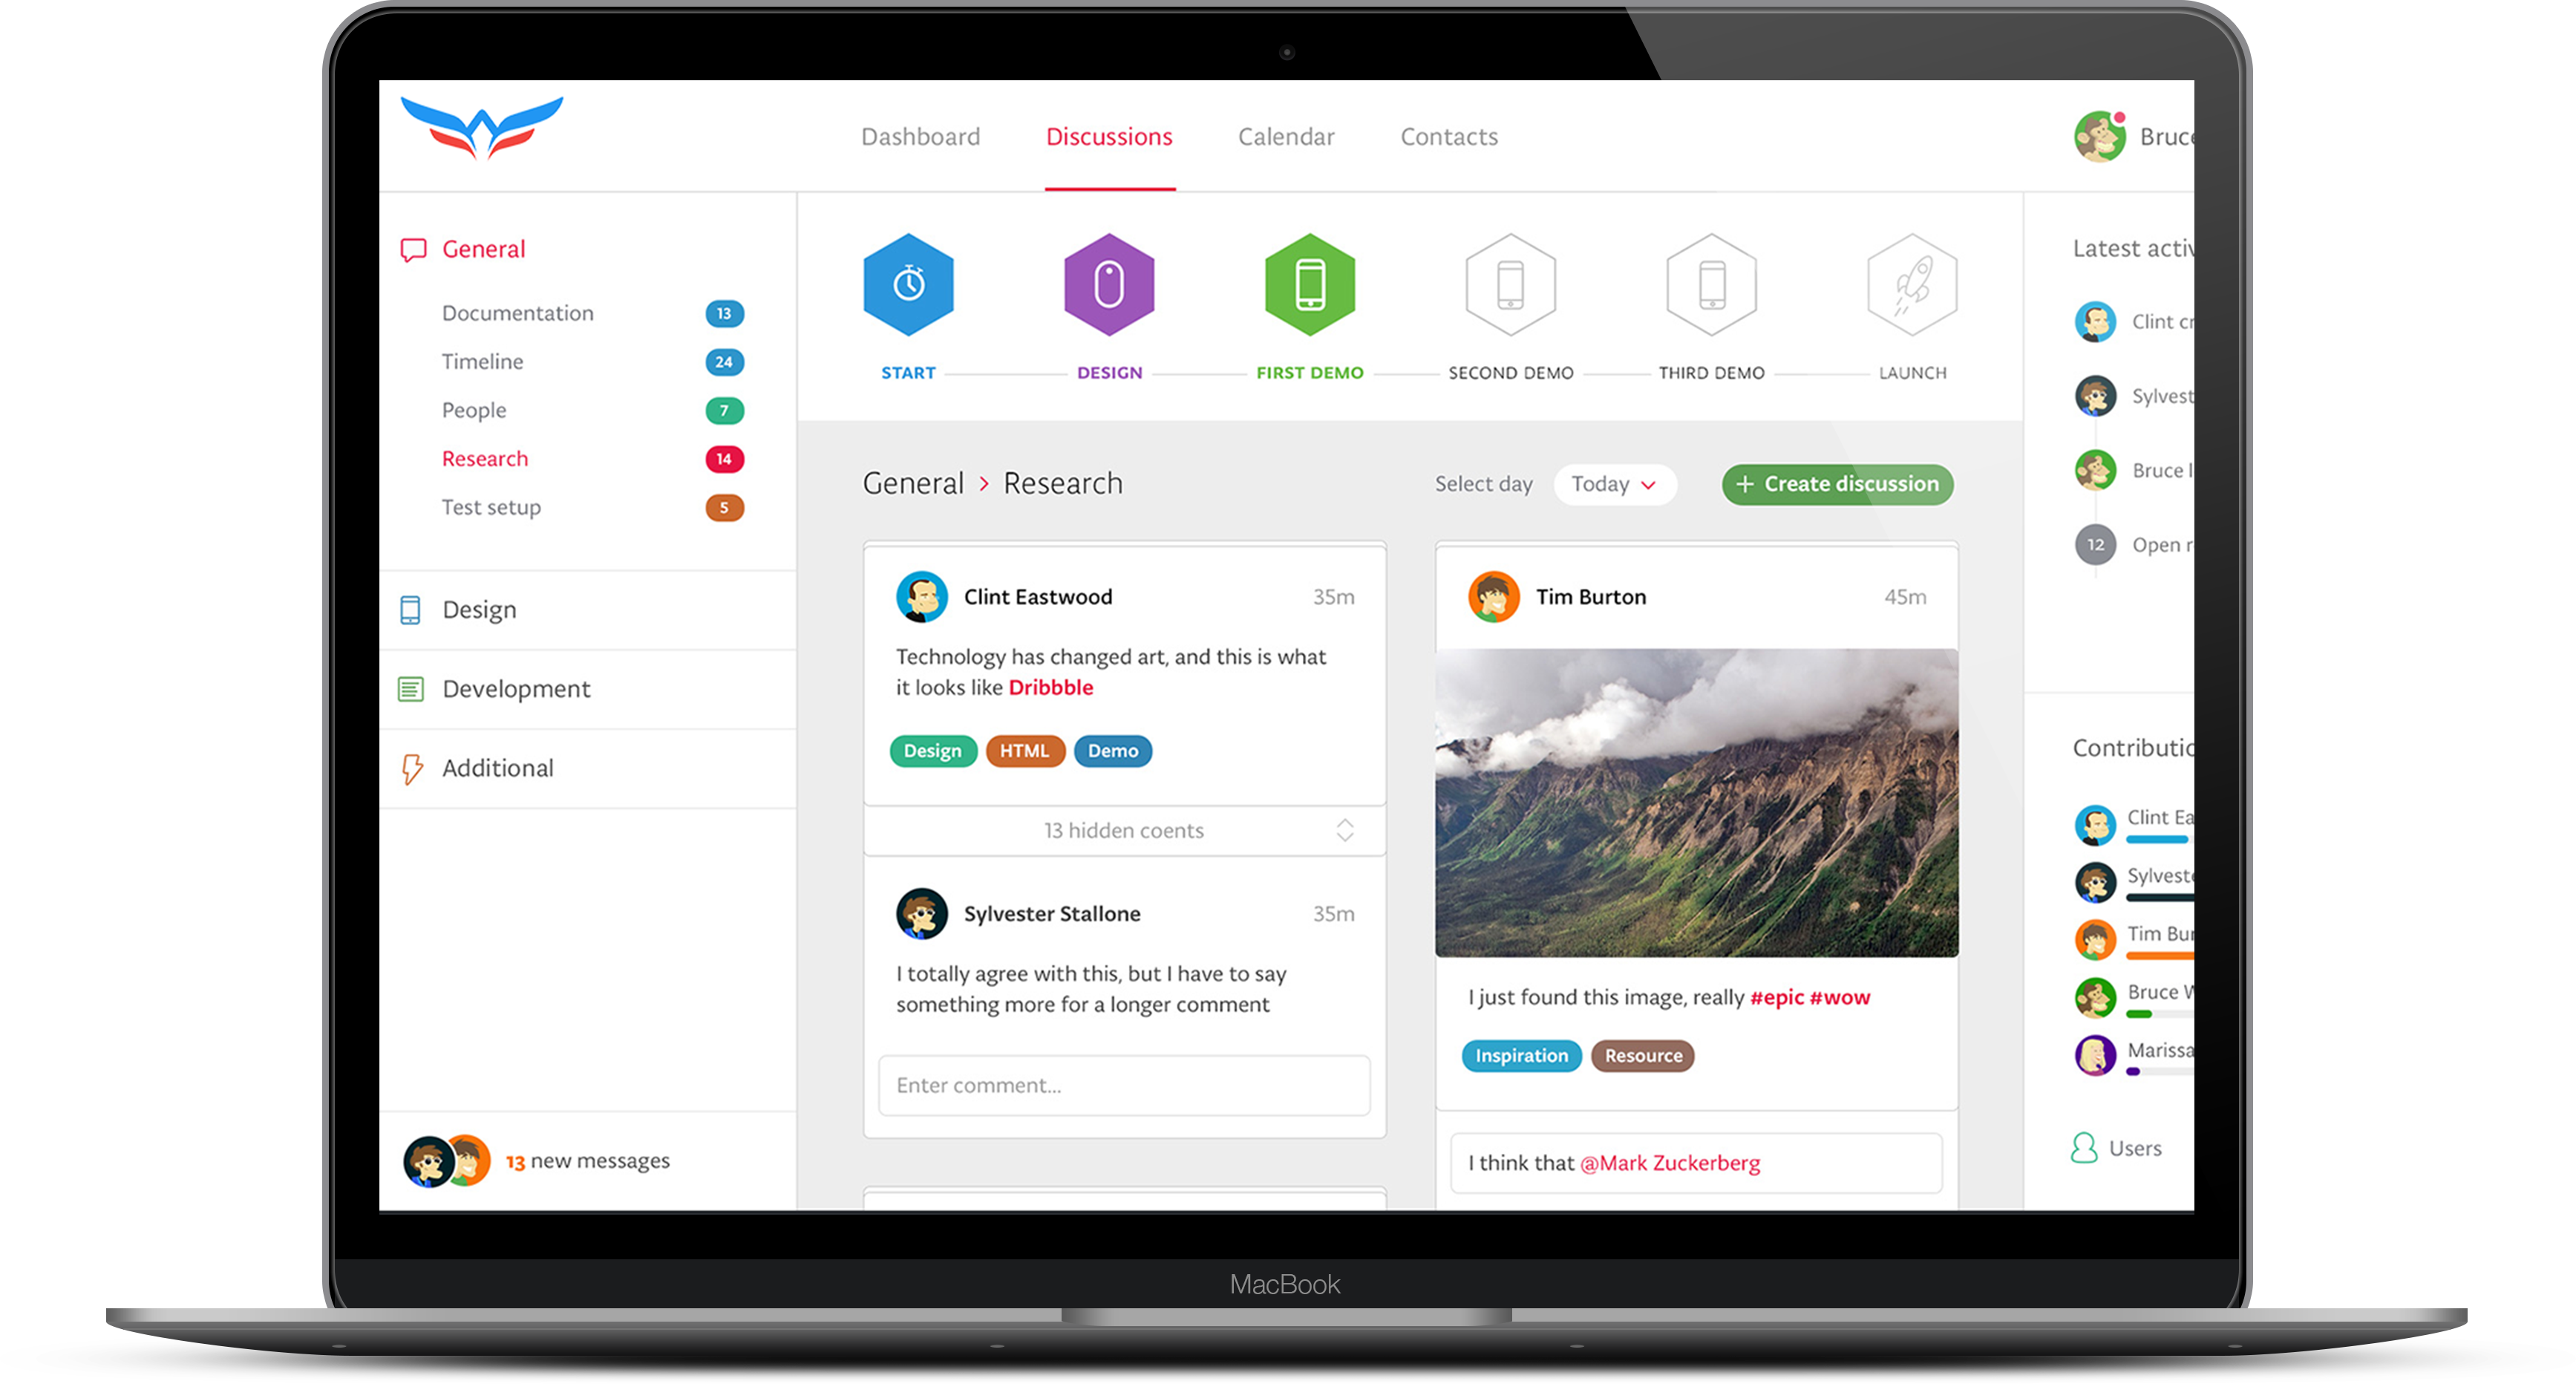 Dashboard
Discussions
Calendar
Contacts
Bruce
General
Documentation 13
Timeline 24
People 7
Research 14
Test setup 5
Design
Development
Additional
13 new messages
START
DESIGN
FIRST DEMO
SECOND DEMO
THIRD DEMO
LAUNCH
General > Research
Select day
Today
+ Create discussion
Clint Eastwood 35m
Technology has changed art, and this is what
it looks like Dribbble
Design HTML Demo
13 hidden coents
Sylvester Stallone 35m
I totally agree with this, but I have to say
something more for a longer comment
Enter comment...
Tim Burton 45m
I just found this image, really #epic #wow
Inspiration Resource
I think that @Mark Zuckerberg
Latest activ
Clint cr
Sylvest
Bruce l
12 Open r
Contributio
Clint Ea
Sylveste
Tim Bur
Bruce W
Marissa
Users
MacBook